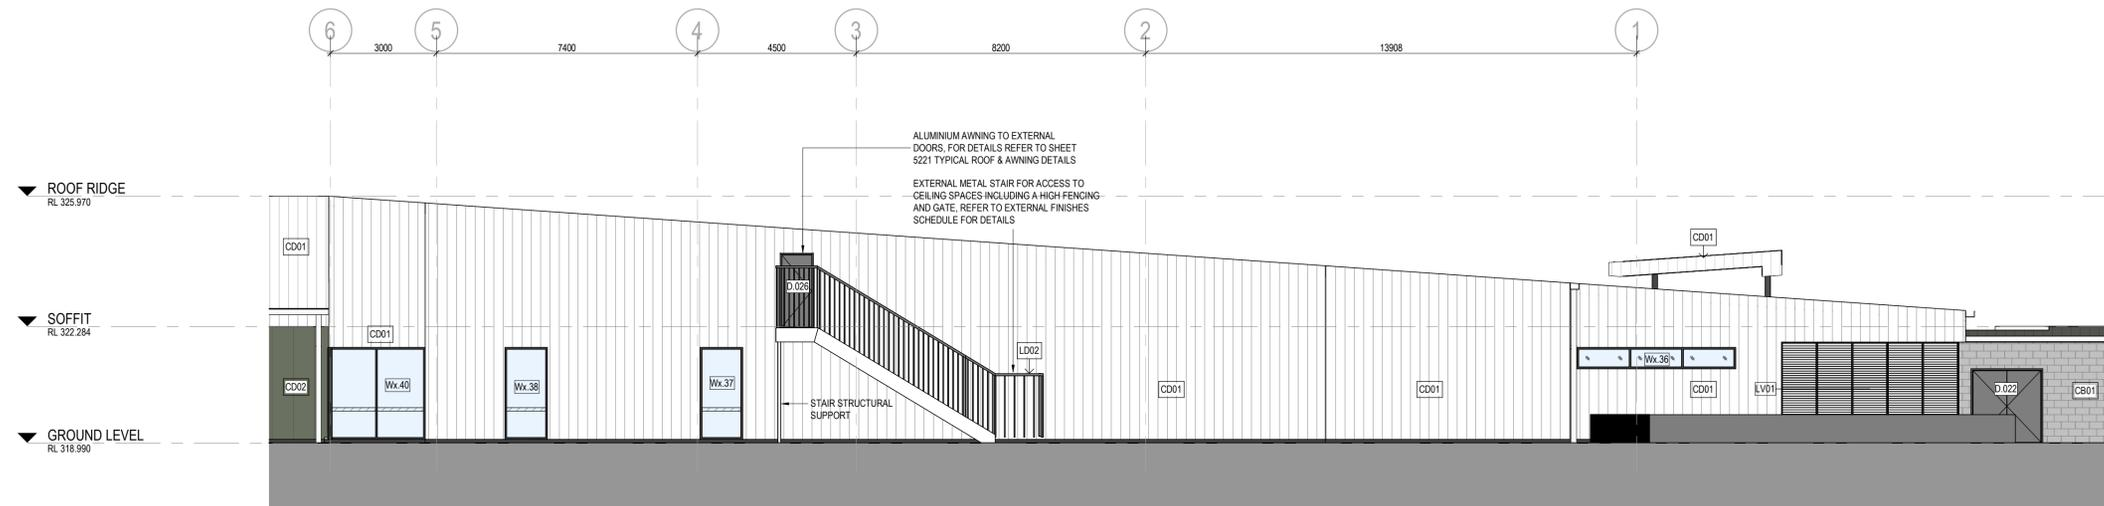 6 5 4 3 2 1
3000 7400 4500 8200 13908
ALUMINIUM AWNING TO EXTERNAL
DOORS, FOR DETAILS REFER TO SHEET
5221 TYPICAL ROOF & AWNING DETAILS
EXTERNAL METAL STAIR FOR ACCESS TO
CEILING SPACES INCLUDING A HIGH FENCING
AND GATE, REFER TO EXTERNAL FINISHES
SCHEDULE FOR DETAILS
ROOF RIDGE
RL 325.970
CD01
CD01
D.026
SOFFIT
RL 322.284
CD01
LD02
Wx.36
CD02
Wx.40
Wx.38
Wx.37
CD01
CD01
LV01
CD01
D.022
CB01
STAIR STRUCTURAL
SUPPORT
GROUND LEVEL
RL 318.990